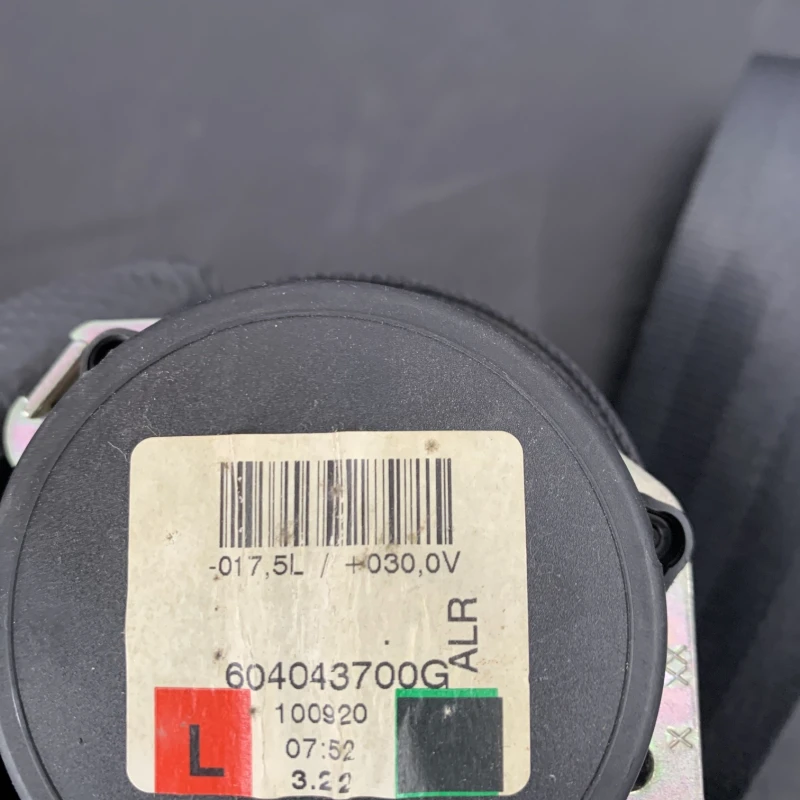 -017,5L / +030,0V
ALR
604043700G
100920
L
07:52
3.22